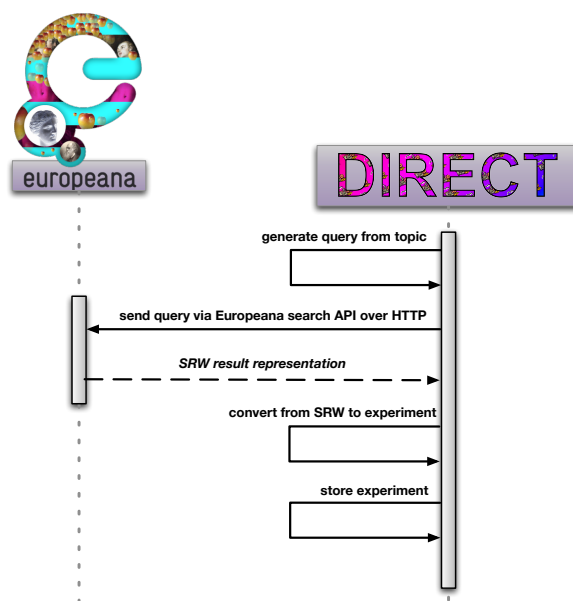 europeana
DIRECT
generate query from topic
send query via Europeana search API over HTTP
SRW result representation
convert from SRW to experiment
store experiment